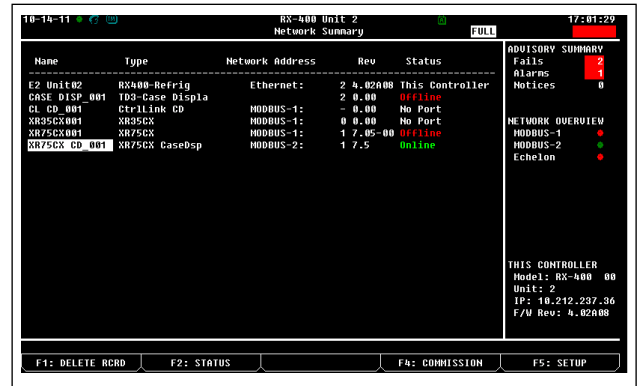 10-14-11 RX-400 Unit 2 17:01:29
Network Summary FULL
ADVISORY SUMMARY
Name Type Network Address Rev Status Fails 2
Alarms 1
E2 Unit02 RX400-Refrig Ethernet: 2 4.02A08 This Controller Notices 0
CASE DISP_001 TD3-Case Displa 2 0.00 Offline
CL CD_001 CtrlLink CD MODBUS-1: - 0.00 No Port
XR35CX001 XR35CX MODBUS-1: 0 0.00 No Port NETWORK OVERVIEW
XR75CX001 XR75CX MODBUS-1: 1 7.05-00 Offline MODBUS-1
XR75CX CD_001 XR75CX CaseDsp MODBUS-2: 1 7.5 Online MODBUS-2
Echelon
THIS CONTROLLER
Model: RX-400 00
Unit: 2
IP: 10.212.237.36
F/W Rev: 4.02A08
F1: DELETE RCRD F2: STATUS F4: COMMISSION F5: SETUP